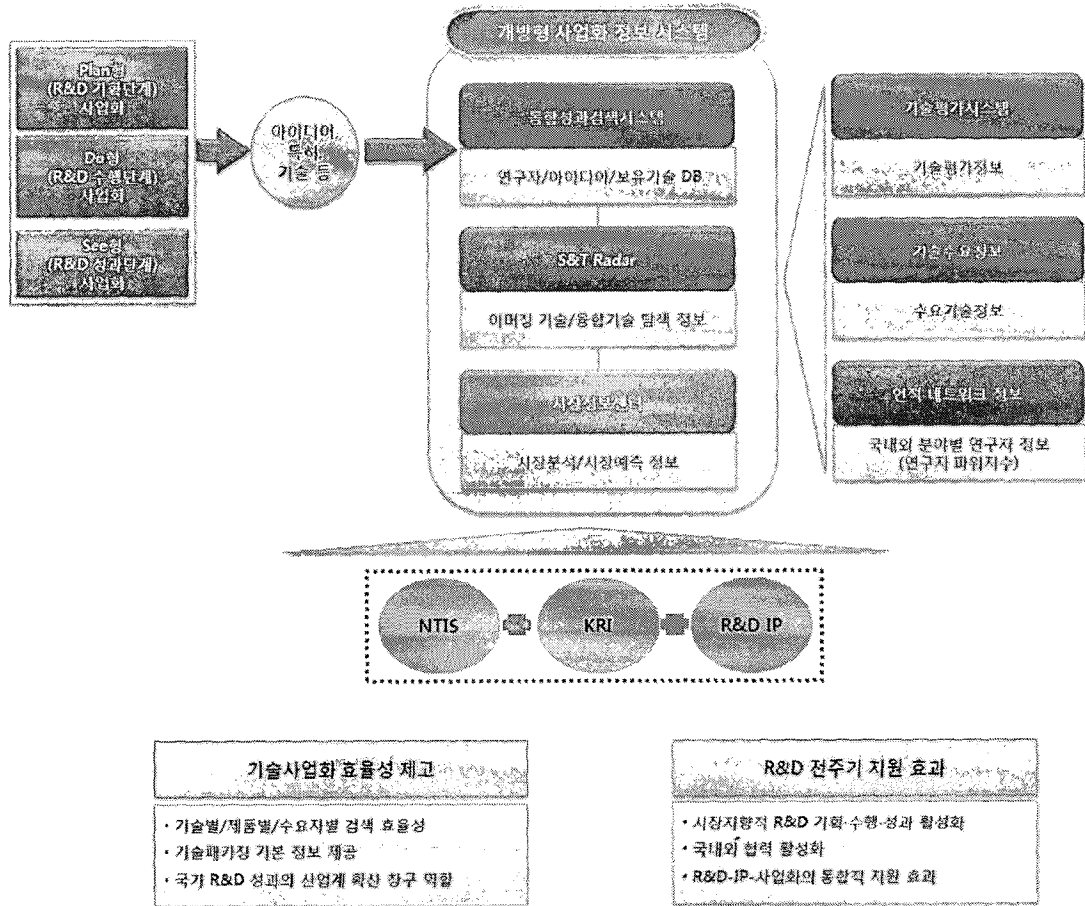 개방형 사업화 정보 시스템
Plan형
(R&D 기획단계)
사업화
Do형
(R&D 수행단계)
사업화
See형
(R&D 성과단계)
사업화
아이디어
특허
기술 등
통합성과검색시스템
연구자/아이디어/보유기술 DB
S&T Radar
이머징 기술/융합기술 탐색 정보
시장정보센터
시장분석/시장예측 정보
기술평가시스템
기술평가정보
기술수요정보
수요기술정보
인적 네트워크 정보
국내외 분야별 연구자 정보
(연구자 파워지수)
NTIS
KRI
R&D IP
기술사업화 효율성 제고
· 기술별/제품별/수요자별 검색 효율성
· 기술패키징 기본 정보 제공
· 국가 R&D 성과의 산업계 확산 창구 역할
R&D 전주기 지원 효과
· 시장지향적 R&D 기획·수행·성과 활성화
· 국내외 협력 활성화
· R&D-IP-사업화의 통합적 지원 효과